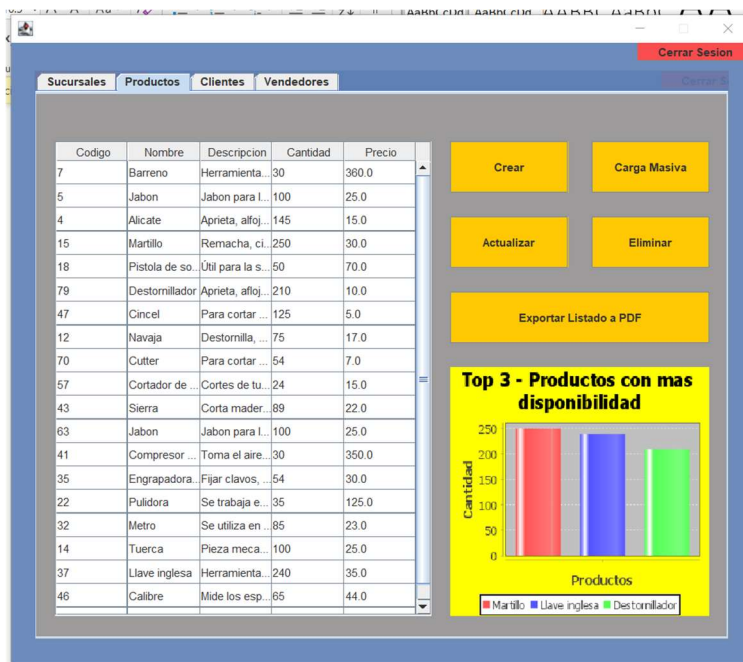 Cerrar Sesion
Sucursales Productos Clientes Vendedores
Codigo Nombre Descripcion Cantidad Precio
7 Barreno Herramienta... 30 360.0
5 Jabon Jabon para l... 100 25.0
4 Alicate Aprieta, alfoj... 145 15.0
15 Martillo Remacha, ci... 250 30.0
18 Pistola de so... Útil para la s... 50 70.0
79 Destornillador Aprieta, afloj... 210 10.0
47 Cincel Para cortar ... 125 5.0
12 Navaja Destornilla, ... 75 17.0
70 Cutter Para cortar ... 54 7.0
57 Cortador de ... Cortes de tu... 24 15.0
43 Sierra Corta mader... 89 22.0
63 Jabon Jabon para l... 100 25.0
41 Compresor ... Toma el aire... 30 350.0
35 Engrapadora... Fijar clavos, ... 54 30.0
22 Pulidora Se trabaja e... 35 125.0
32 Metro Se utiliza en ... 85 23.0
14 Tuerca Pieza meca... 100 25.0
37 Llave inglesa Herramienta... 240 35.0
46 Calibre Mide los esp... 65 44.0
Crear Carga Masiva
Actualizar Eliminar
Exportar Listado a PDF
Top 3 - Productos con mas
disponibilidad
Cantidad
250
200
150
100
50
0
Productos
Martillo Llave inglesa Destornillador